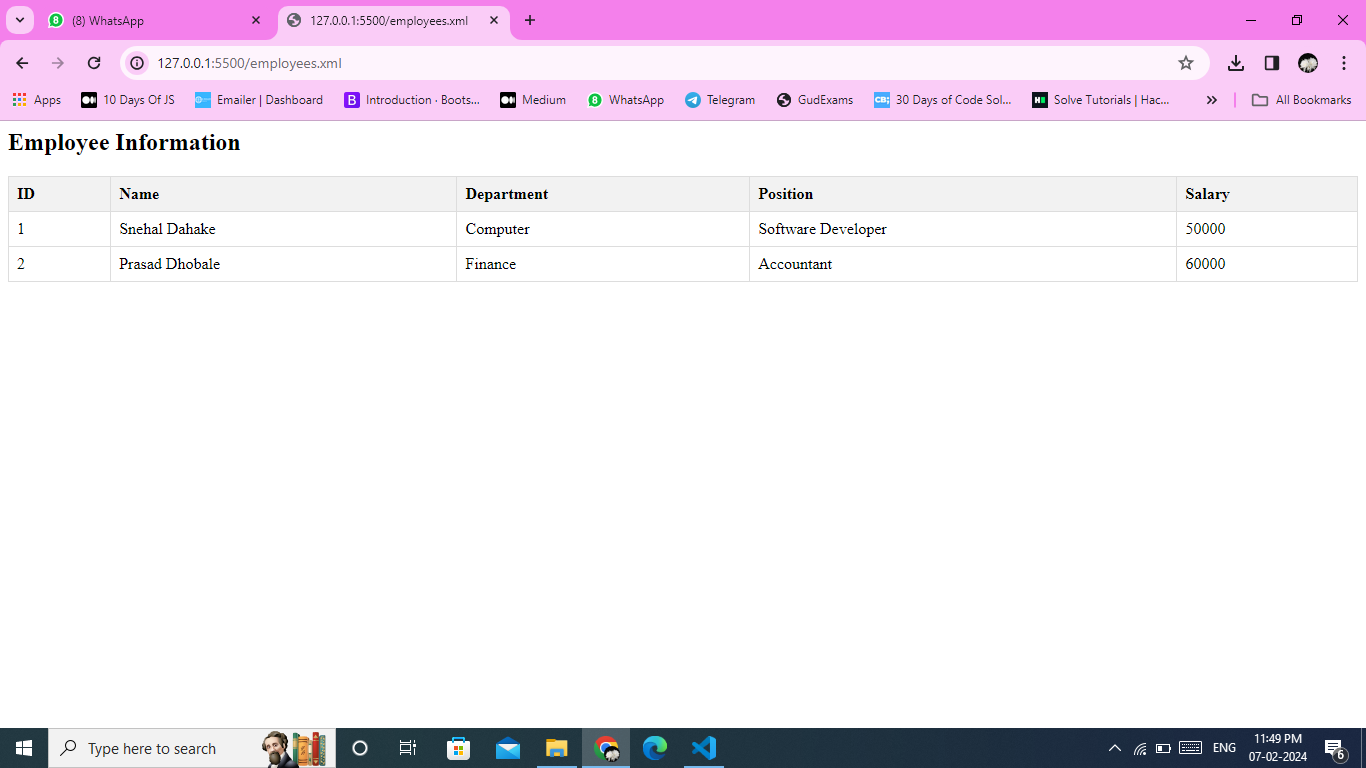 (8) WhatsApp
127.0.0.1:5500/employees.xml
127.0.0.1:5500/employees.xml
Apps 10 Days Of JS Emailer | Dashboard Introduction · Boots... Medium WhatsApp Telegram GudExams 30 Days of Code Sol... Solve Tutorials | Hac... » All Bookmarks
Employee Information
ID Name Department Position Salary
1 Snehal Dahake Computer Software Developer 50000
2 Prasad Dhobale Finance Accountant 60000
Type here to search
ENG
11:49 PM
07-02-2024
6